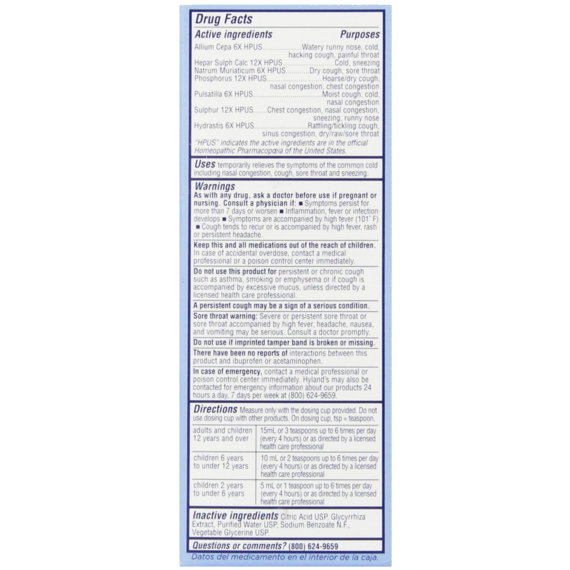 Drug Facts
Active ingredients Purposes
Allium Cepa 6X HPUS..................Watery runny nose, cold,
hacking cough, painful throat
Hepar Sulph Calc 12X HPUS..................Cold, sneezing
Natrum Muriaticum 6X HPUS...........Dry cough, sore throat
Phosphorus 12X HPUS..................Hoarse/dry cough,
nasal congestion, chest congestion
Pulsatilla 6X HPUS..................Moist cough, cold,
nasal congestion
Sulphur 12X HPUS......Chest congestion, nasal congestion,
sneezing, runny nose
Hydrastis 6X HPUS..................Rattling/tickling cough,
sinus congestion, dry/raw/sore throat
"HPUS" indicates the active ingredients are in the official
Homeopathic Pharmacopœia of the United States.
Uses temporarily relieves the symptoms of the common cold
including nasal congestion, cough, sore throat and sneezing.
Warnings
As with any drug, ask a doctor before use if pregnant or
nursing. Consult a physician if: ■ Symptoms persist for
more than 7 days or worsen ■ Inflammation, fever or infection
develops ■ Symptoms are accompanied by high fever (101˚ F)
■ Cough tends to recur or is accompanied by high fever, rash
or persistent headache.
Keep this and all medications out of the reach of children.
In case of accidental overdose, contact a medical
professional or a poison control center immediately.
Do not use this product for persistent or chronic cough
such as asthma, smoking or emphysema or if cough is
accompanied by excessive mucus, unless directed by a
licensed health care professional.
A persistent cough may be a sign of a serious condition.
Sore throat warning: Severe or persistent sore throat or
sore throat accompanied by high fever, headache, nausea,
and vomiting may be serious. Consult a doctor promptly.
Do not use if imprinted tamper band is broken or missing.
There have been no reports of interactions between this
product and ibuprofen or acetaminophen.
In case of emergency, contact a medical professional or
poison control center immediately. Hyland's may also be
contacted for emergency information about our products 24
hours a day, 7 days per week at (800) 624-9659.
Directions Measure only with the dosing cup provided. Do not
use dosing cup with other products. On dosing cup, tsp = teaspoon.
adults and children 15mL or 3 teaspoons up to 6 times per day
12 years and over (every 4 hours) or as directed by a licensed
health care professional
children 6 years 10 mL or 2 teaspoons up to 6 times per day
to under 12 years (every 4 hours) or as directed by a licensed
health care professional
children 2 years 5 mL or 1 teaspoon up to 6 times per day
to under 6 years (every 4 hours) or as directed by a licensed
health care professional
Inactive ingredients Citric Acid USP, Glycyrrhiza
Extract, Purified Water USP, Sodium Benzoate N.F.,
Vegetable Glycerine USP.
Questions or comments? (800) 624-9659
Datos del medicamento en el interior de la caja.